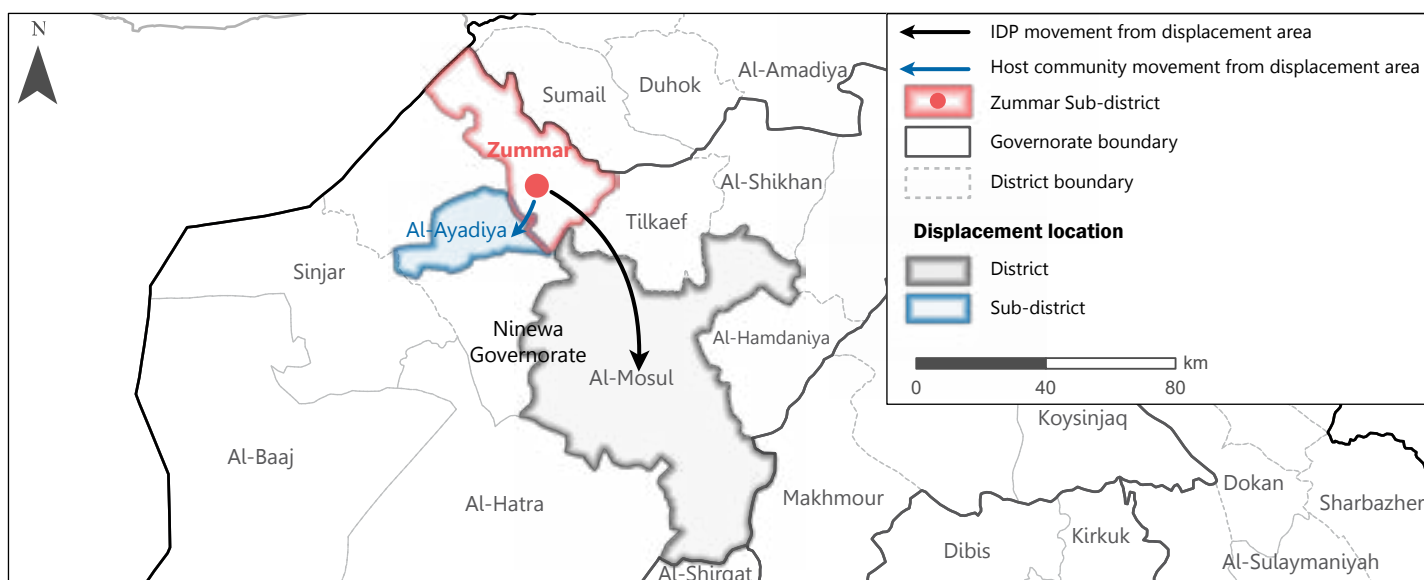 N
IDP movement from displacement area
Host community movement from displacement area
Zummar Sub-district
Governorate boundary
District boundary
Displacement location
District
Sub-district
km
0 40 80
Al-Amadiya
Duhok
Sumail
Zummar
Al-Shikhan
Tilkaef
Al-Ayadiya
Sinjar
Ninewa
Governorate
Al-Hamdaniya
Al-Mosul
Koysinjaq
Al-Baaj
Al-Hatra
Makhmour
Dokan
Sharbazher
Dibis
Kirkuk
Al-Sulaymaniyah
Al-Shirqat